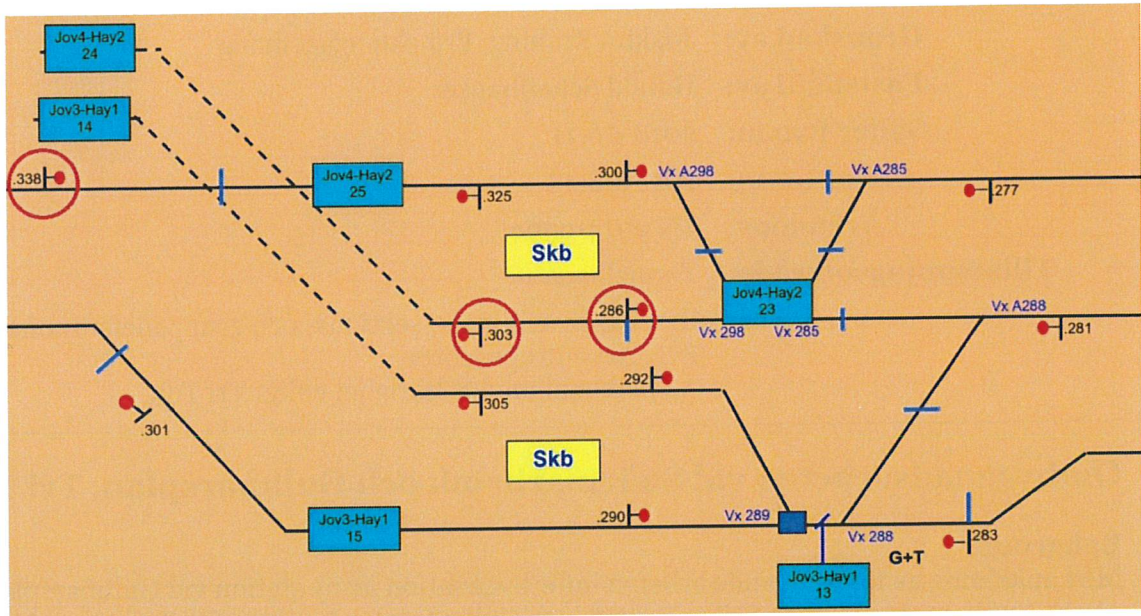 Jov4-Hay2
24
Jov3-Hay1
14
.338
Jov4-Hay2
25
.325
.300
Vx A298
Vx A285
.277
Skb
.303
.286
Vx 298
Jov4-Hay2
23
Vx 285
Vx A288
.281
.292
305
.301
Skb
Jov3-Hay1
15
.290
Vx 289
Vx 288
G+T
.283
Jov3-Hay1
13